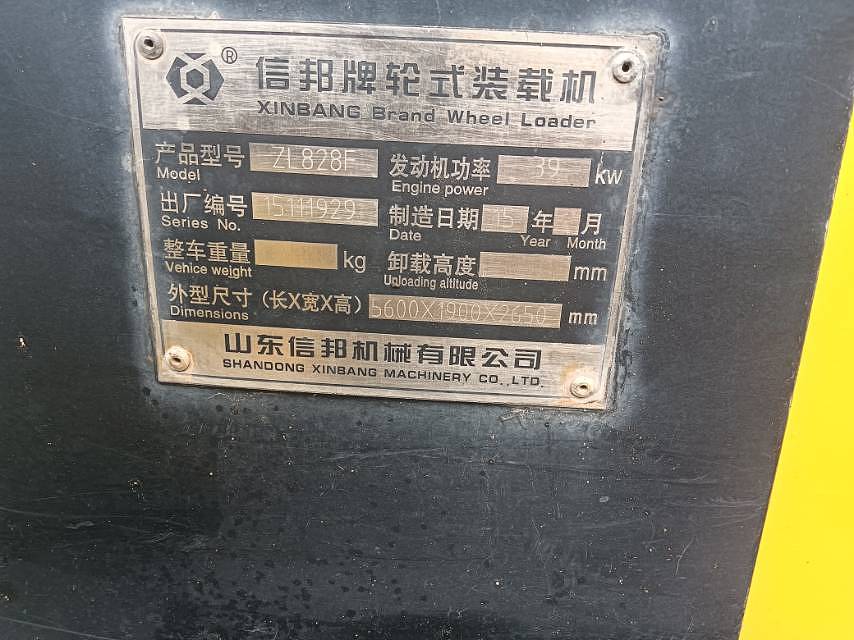 ® 信邦牌轮式装载机
XINBANG Brand Wheel Loader
产品型号 ZL828F 发动机功率 39 kw
Model Engine power
出厂编号 15111929 制造日期 15 年 月
Series No. Date Year Month
整车重量 kg 卸载高度 mm
Vehice weight Unloading altitude
外型尺寸（长X宽X高） 5600X1900X2650 mm
Dimensions
山东信邦机械有限公司
SHANDONG XINBANG MACHINERY CO.,LTD.